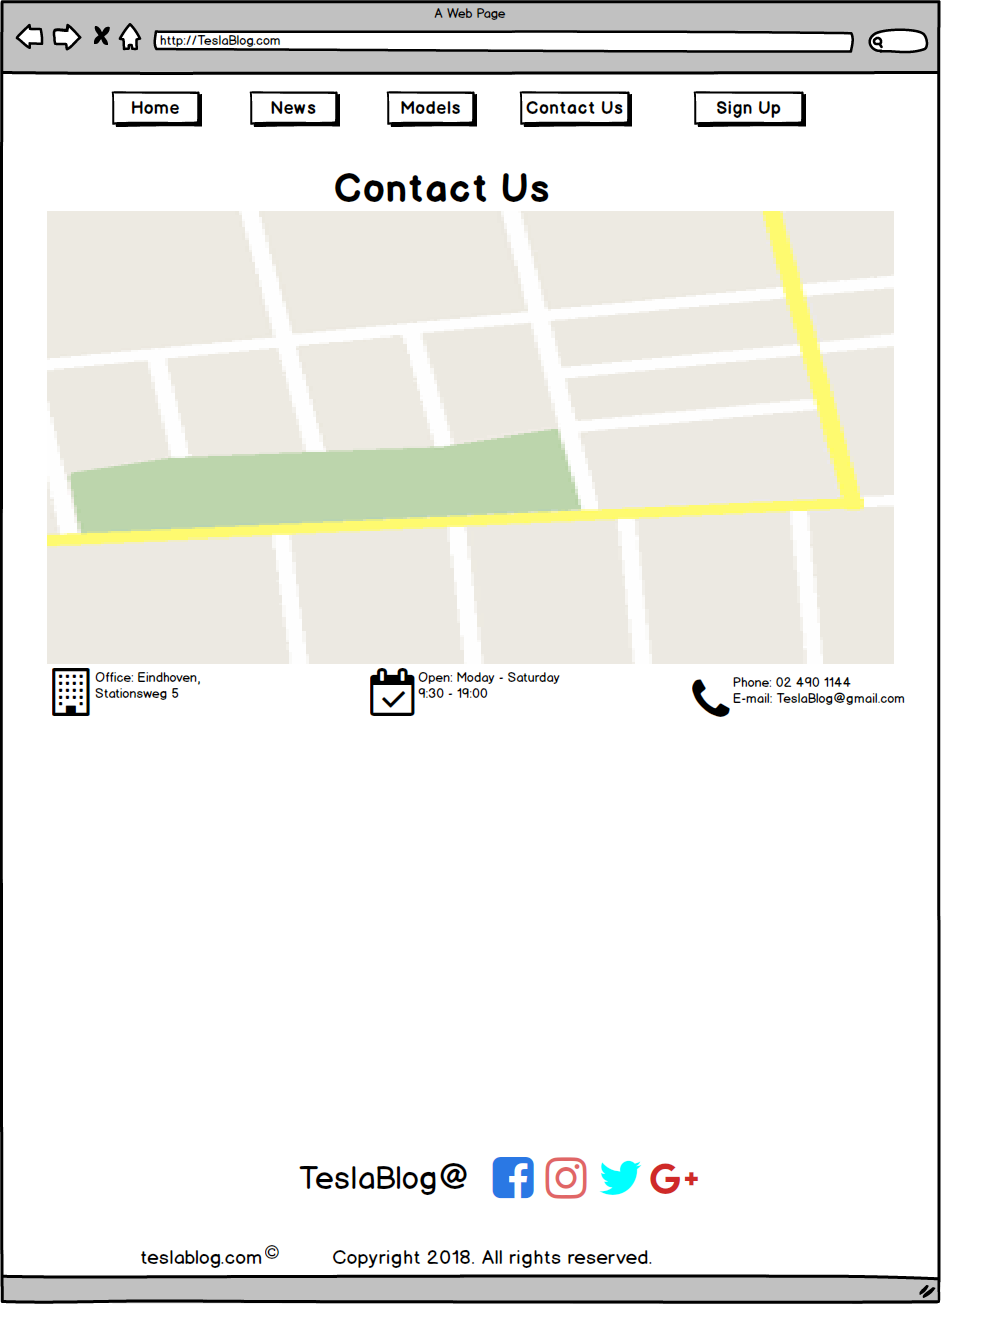 A Web Page
http://TeslaBlog.com
Home
News
Models
Contact Us
Sign Up
Contact Us
Office: Eindhoven,
Stationsweg 5
Open: Moday - Saturday
9:30 - 19:00
Phone: 02 490 1144
E-mail: TeslaBlog@gmail.com
TeslaBlog@
G+
teslablog.com©
Copyright 2018. All rights reserved.